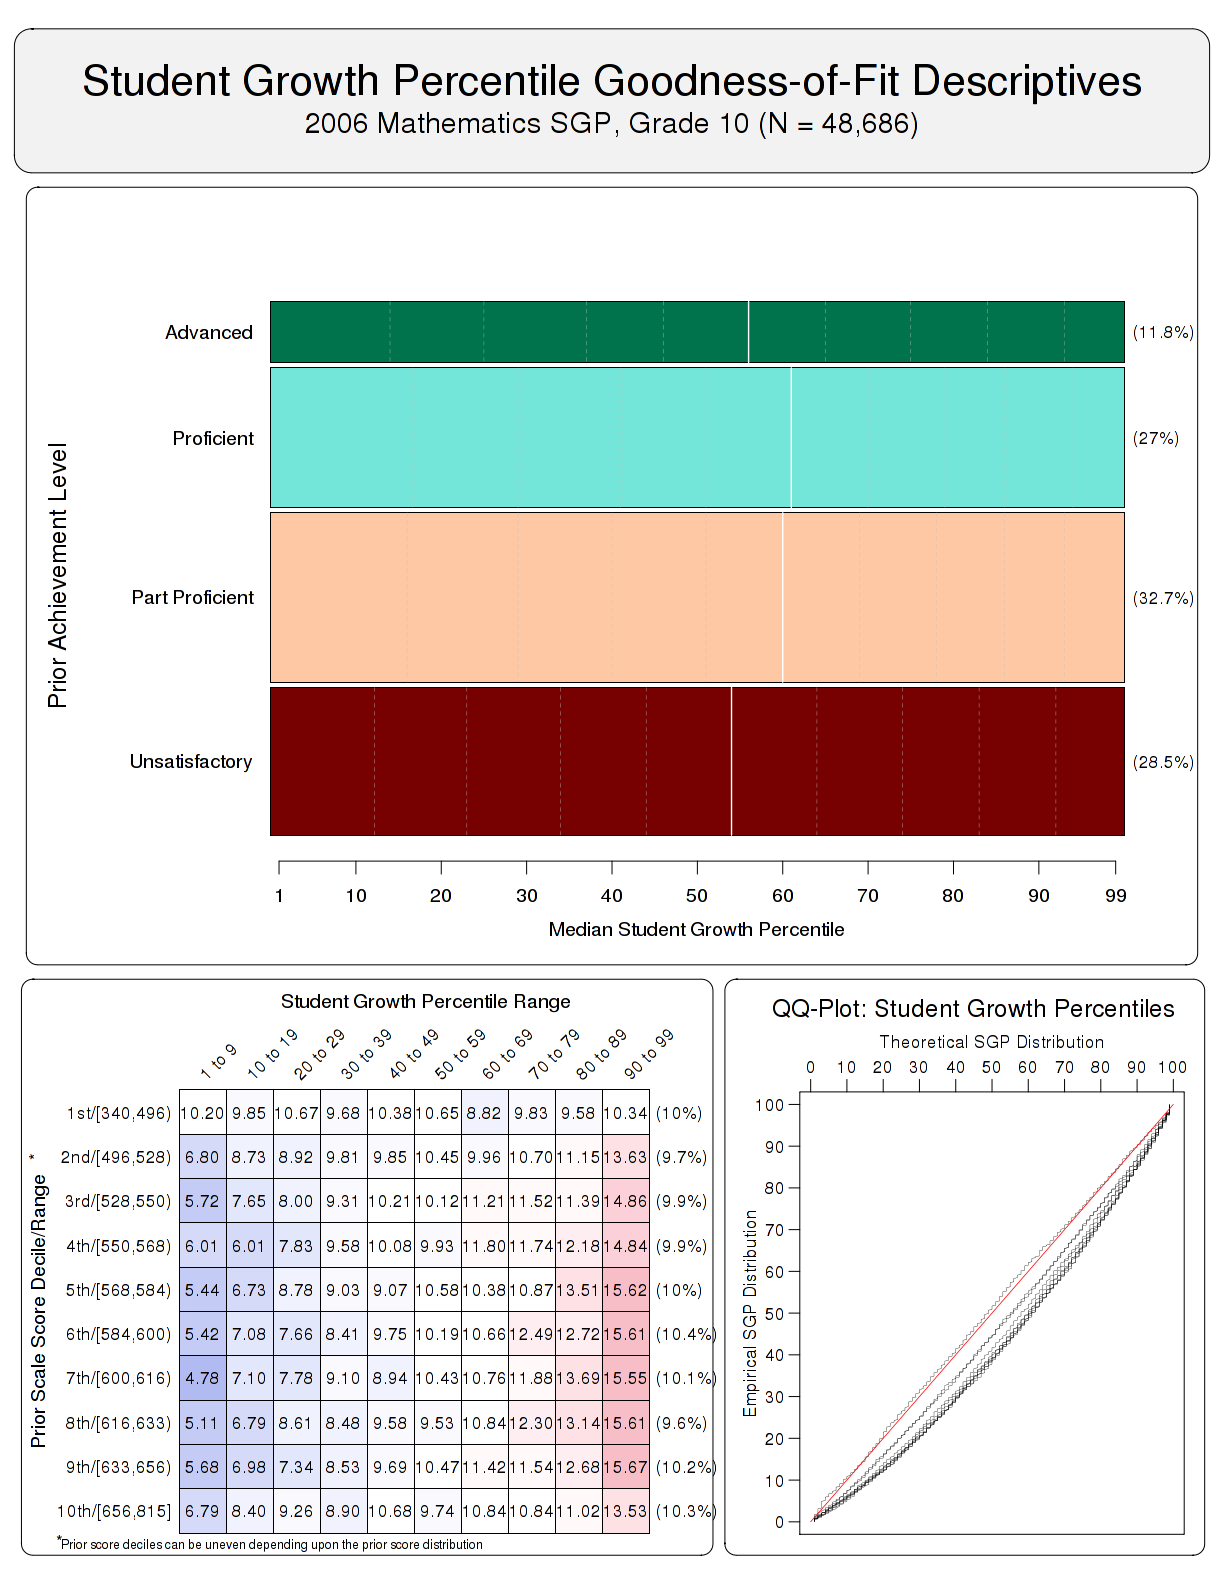 Student Growth Percentile Goodness-of-Fit Descriptives
2006 Mathematics SGP, Grade 10 (N = 48,686)
Prior Achievement Level
Advanced (11.8%)
Proficient (27%)
Part Proficient (32.7%)
Unsatisfactory (28.5%)
1 10 20 30 40 50 60 70 80 90 99
Median Student Growth Percentile
Student Growth Percentile Range
1 to 9 10 to 19 20 to 29 30 to 39 40 to 49 50 to 59 60 to 69 70 to 79 80 to 89 90 to 99
Prior Scale Score Decile/Range *
1st/[340,496) 10.20 9.85 10.67 9.68 10.38 10.65 8.82 9.83 9.58 10.34 (10%)
2nd/[496,528) 6.80 8.73 8.92 9.81 9.85 10.45 9.96 10.70 11.15 13.63 (9.7%)
3rd/[528,550) 5.72 7.65 8.00 9.31 10.21 10.12 11.21 11.52 11.39 14.86 (9.9%)
4th/[550,568) 6.01 6.01 7.83 9.58 10.08 9.93 11.80 11.74 12.18 14.84 (9.9%)
5th/[568,584) 5.44 6.73 8.78 9.03 9.07 10.58 10.38 10.87 13.51 15.62 (10%)
6th/[584,600) 5.42 7.08 7.66 8.41 9.75 10.19 10.66 12.49 12.72 15.61 (10.4%)
7th/[600,616) 4.78 7.10 7.78 9.10 8.94 10.43 10.76 11.88 13.69 15.55 (10.1%)
8th/[616,633) 5.11 6.79 8.61 8.48 9.58 9.53 10.84 12.30 13.14 15.61 (9.6%)
9th/[633,656) 5.68 6.98 7.34 8.53 9.69 10.47 11.42 11.54 12.68 15.67 (10.2%)
10th/[656,815] 6.79 8.40 9.26 8.90 10.68 9.74 10.84 10.84 11.02 13.53 (10.3%)
*Prior score deciles can be uneven depending upon the prior score distribution
QQ-Plot: Student Growth Percentiles
Theoretical SGP Distribution
0 10 20 30 40 50 60 70 80 90 100
Empirical SGP Distribution
100
90
80
70
60
50
40
30
20
10
0